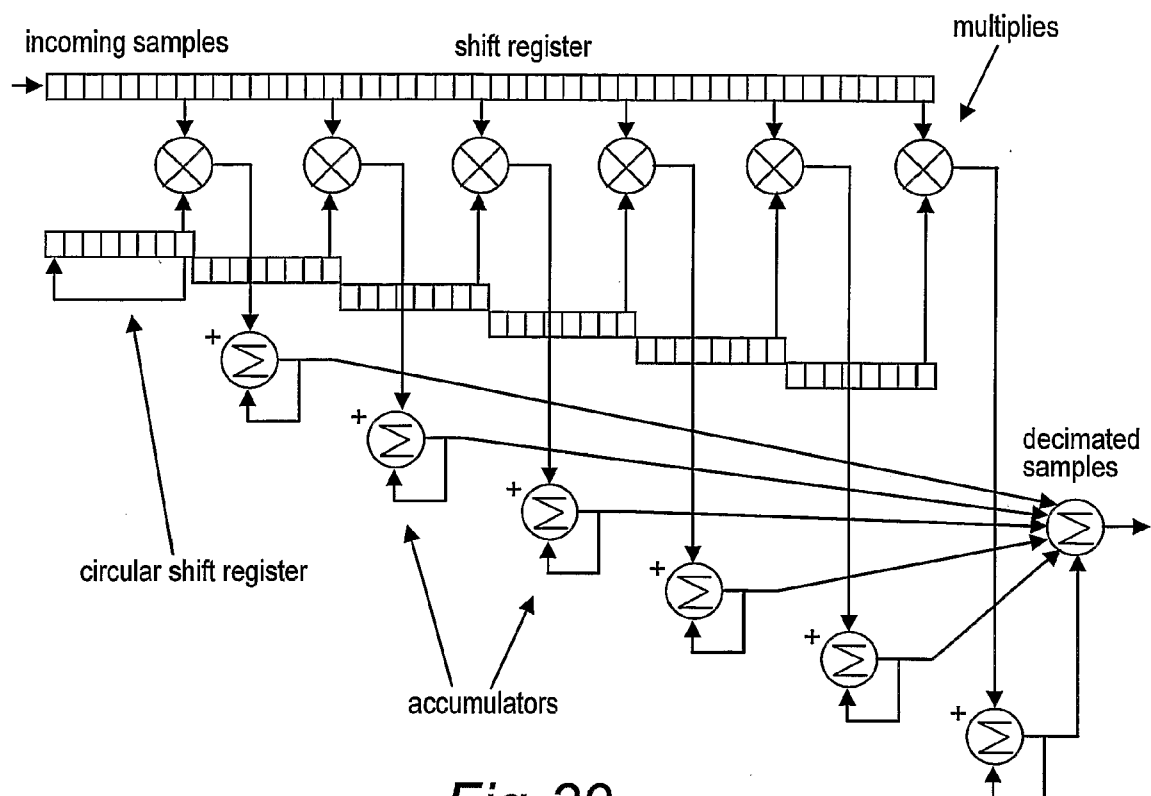 incoming samples
shift register
multiplies
+
+
decimated
samples
+
circular shift register
+
+
accumulators
+